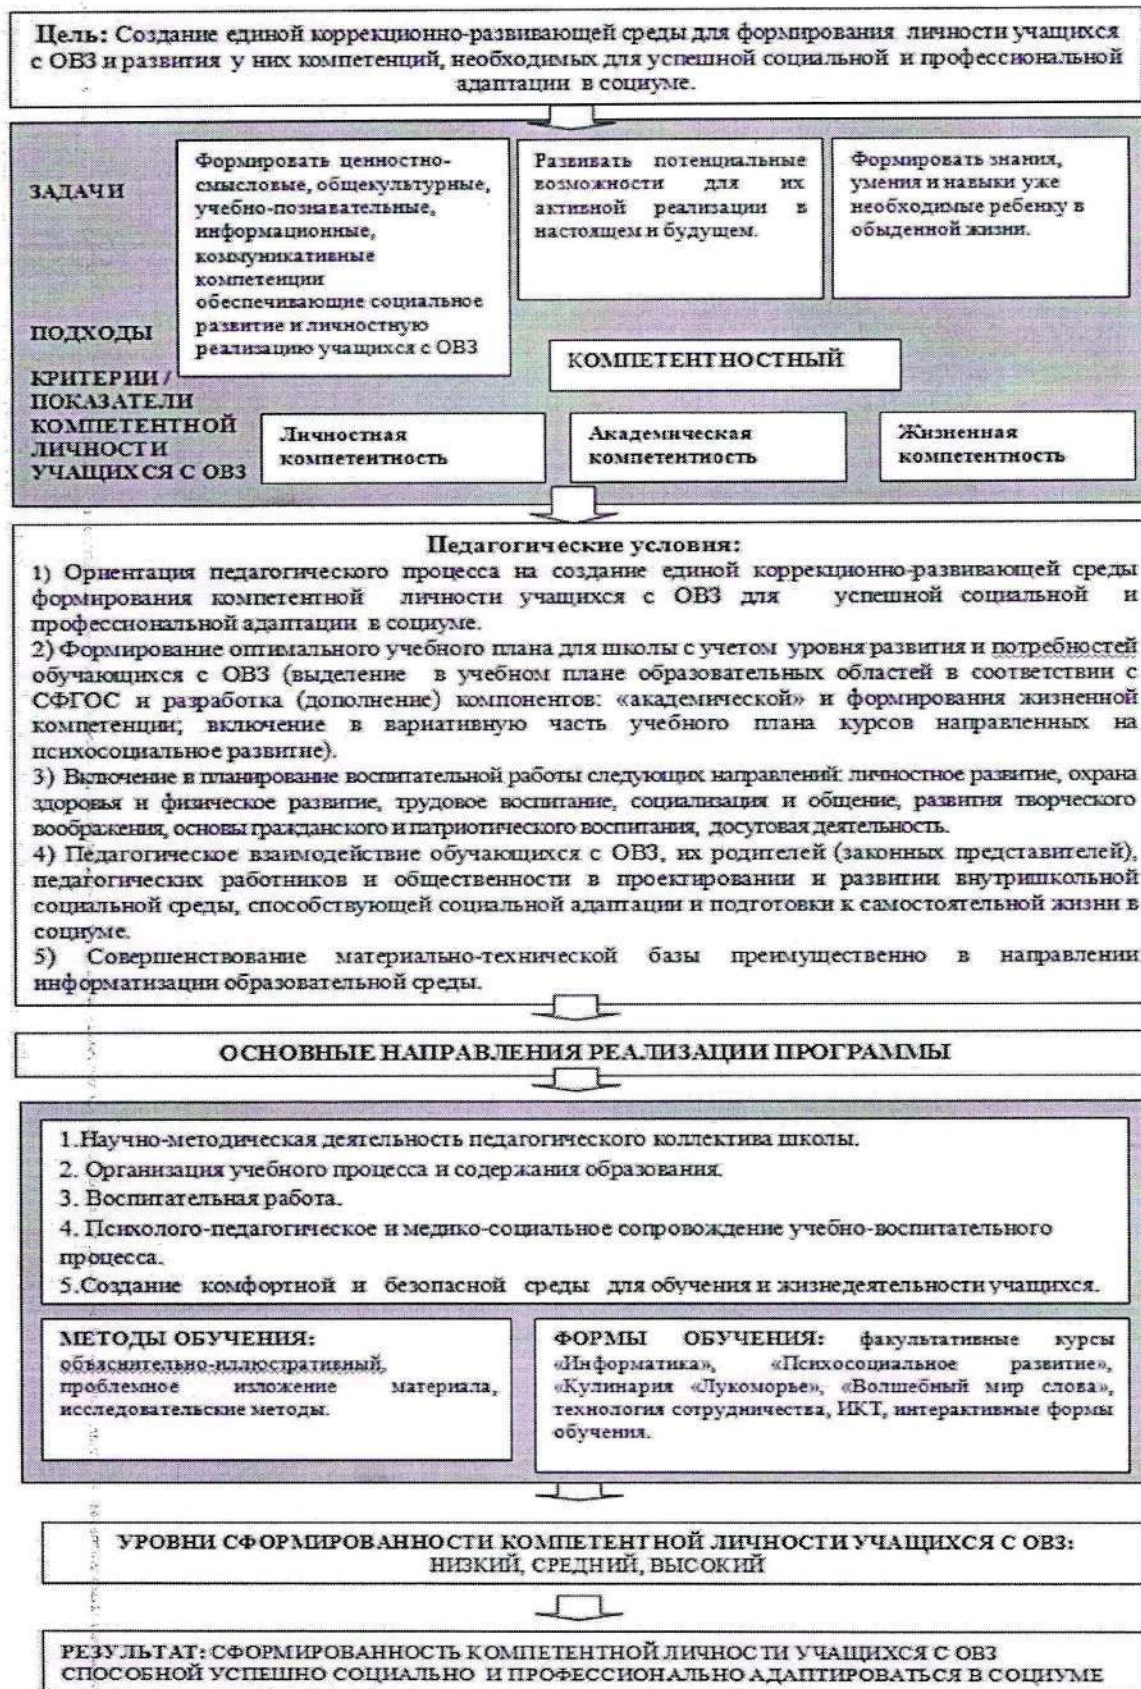 Цель: Создание единой коррекционно-развивающей среды для формирования личности учащихся
с ОВЗ и развития у них компетенций, необходимых для успешной социальной и профессиональной
адаптации в социуме.
ЗАДАЧИ
Формировать ценностно-
смысловые, общекультурные,
учебно-познавательные,
информационные,
коммуникативные
компетенции
обеспечивающие социальное
развитие и личностную
реализацию учащихся с ОВЗ
Развивать потенциальные
возможности для их
активной реализации в
настоящем и будущем.
Формировать знания,
умения и навыки уже
необходимые ребенку в
обыденной жизни.
ПОДХОДЫ
КОМПЕТЕНТНОСТНЫЙ
КРИТЕРИИ /
ПОКАЗАТЕЛИ
КОМПЕТЕНТНОЙ
ЛИЧНОСТИ
УЧАЩИХСЯ С ОВЗ
Личностная
компетентность
Академическая
компетентность
Жизненная
компетентность
Педагогические условия:
1) Ориентация педагогического процесса на создание единой коррекционно-развивающей среды
формирования компетентной личности учащихся с ОВЗ для успешной социальной и
профессиональной адаптации в социуме.
2) Формирование оптимального учебного плана для школы с учетом уровня развития и потребностей
обучающихся с ОВЗ (выделение в учебном плане образовательных областей в соответствии с
СФГОС и разработка (дополнение) компонентов: «академической» и формирования жизненной
компетенции; включение в вариативную часть учебного плана курсов направленных на
психосоциальное развитие).
3) Включение в планирование воспитательной работы следующих направлений: личностное развитие, охрана
здоровья и физическое развитие, трудовое воспитание, социализация и общение, развития творческого
воображения, основы гражданского и патриотического воспитания, досуговая деятельность.
4) Педагогическое взаимодействие обучающихся с ОВЗ, их родителей (законных представителей),
педагогических работников и общественности в проектировании и развитии внутришкольной
социальной среды, способствующей социальной адаптации и подготовки к самостоятельной жизни в
социуме.
5) Совершенствование материально-технической базы преимущественно в направлении
информатизации образовательной среды.
ОСНОВНЫЕ НАПРАВЛЕНИЯ РЕАЛИЗАЦИИ ПРОГРАММЫ
1.Научно-методическая деятельность педагогического коллектива школы.
2. Организация учебного процесса и содержания образования.
3. Воспитательная работа.
4. Психолого-педагогическое и медико-социальное сопровождение учебно-воспитательного
процесса.
5.Создание комфортной и безопасной среды для обучения и жизнедеятельности учащихся.
МЕТОДЫ ОБУЧЕНИЯ:
объяснительно-иллюстративный,
проблемное изложение материала,
исследовательские методы.
ФОРМЫ ОБУЧЕНИЯ: факультативные курсы
«Информатика», «Психосоциальное развитие»,
«Кулинария «Лукоморье», «Волшебный мир слова»,
технология сотрудничества, ИКТ, интерактивные формы
обучения.
УРОВНИ СФОРМИРОВАННОСТИ КОМПЕТЕНТНОЙ ЛИЧНОСТИ УЧАЩИХСЯ С ОВЗ:
НИЗКИЙ, СРЕДНИЙ, ВЫСОКИЙ
РЕЗУЛЬТАТ: СФОРМИРОВАННОСТЬ КОМПЕТЕНТНОЙ ЛИЧНОСТИ УЧАЩИХСЯ С ОВЗ
СПОСОБНОЙ УСПЕШНО СОЦИАЛЬНО И ПРОФЕССИОНАЛЬНО АДАПТИРОВАТЬСЯ В СОЦИУМЕ